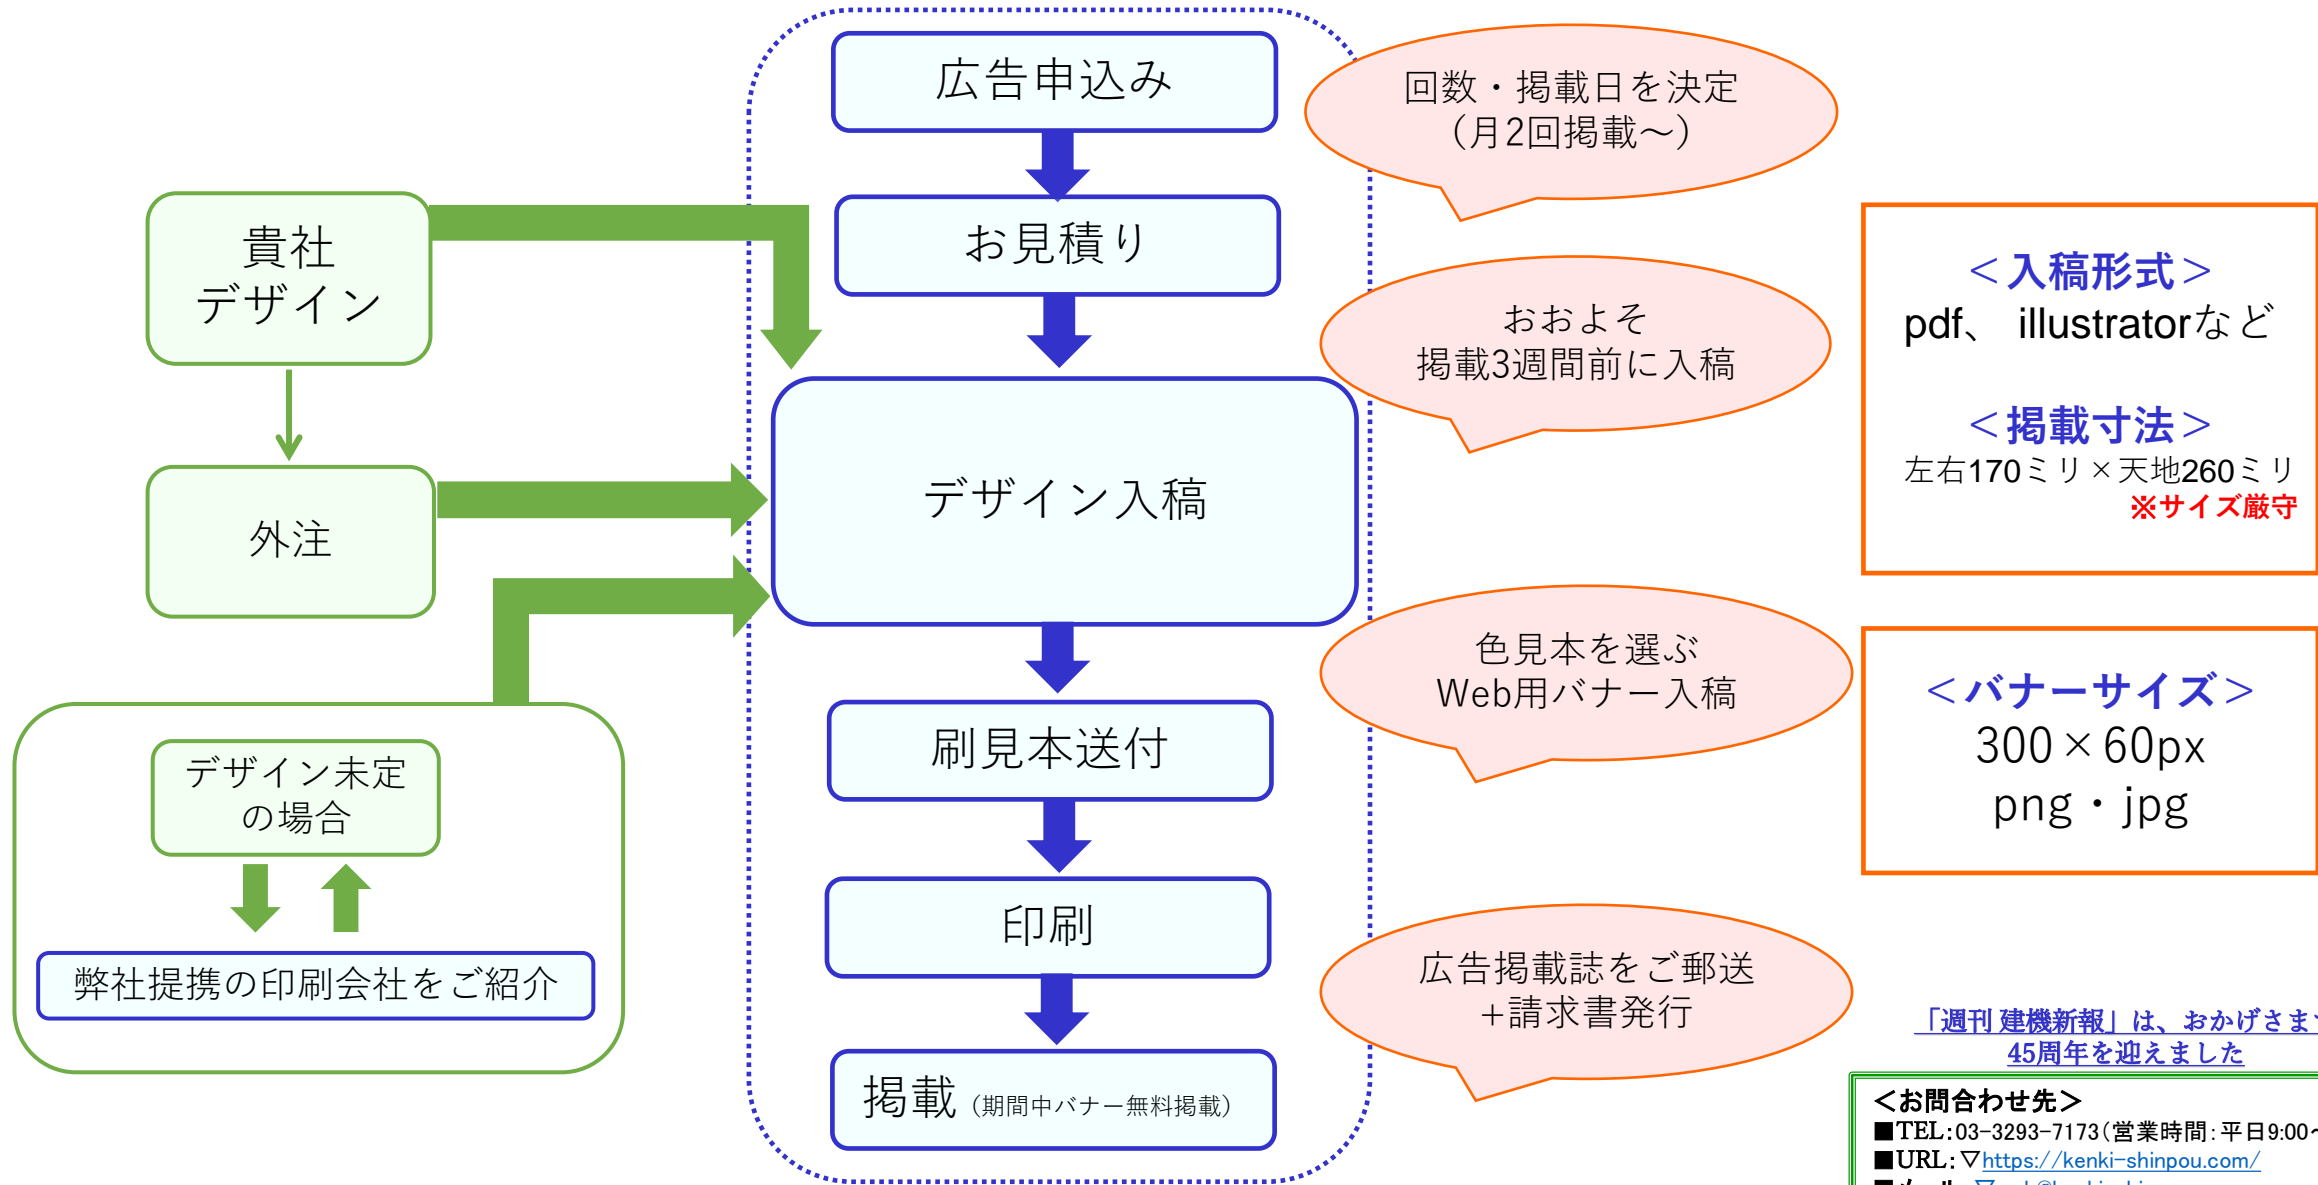 広告申込み
回数・掲載日を決定
（月2回掲載～）
お見積り
貴社
デザイン
おおよそ
掲載3週間前に入稿
＜入稿形式＞
pdf、 illustratorなど
＜掲載寸法＞
左右170ミリ×天地260ミリ
※サイズ厳守
外注
デザイン入稿
色見本を選ぶ
Web用バナー入稿
＜バナーサイズ＞
300×60px
png・jpg
刷見本送付
デザイン未定
の場合
弊社提携の印刷会社をご紹介
印刷
広告掲載誌をご郵送
+請求書発行
掲載（期間中バナー無料掲載）
「週刊 建機新報」は、おかげさま
45周年を迎えました
＜お問合わせ先＞
■TEL:03-3293-7173（営業時間：平日9:00～
■URL:▽https://kenki-shinpou.com/